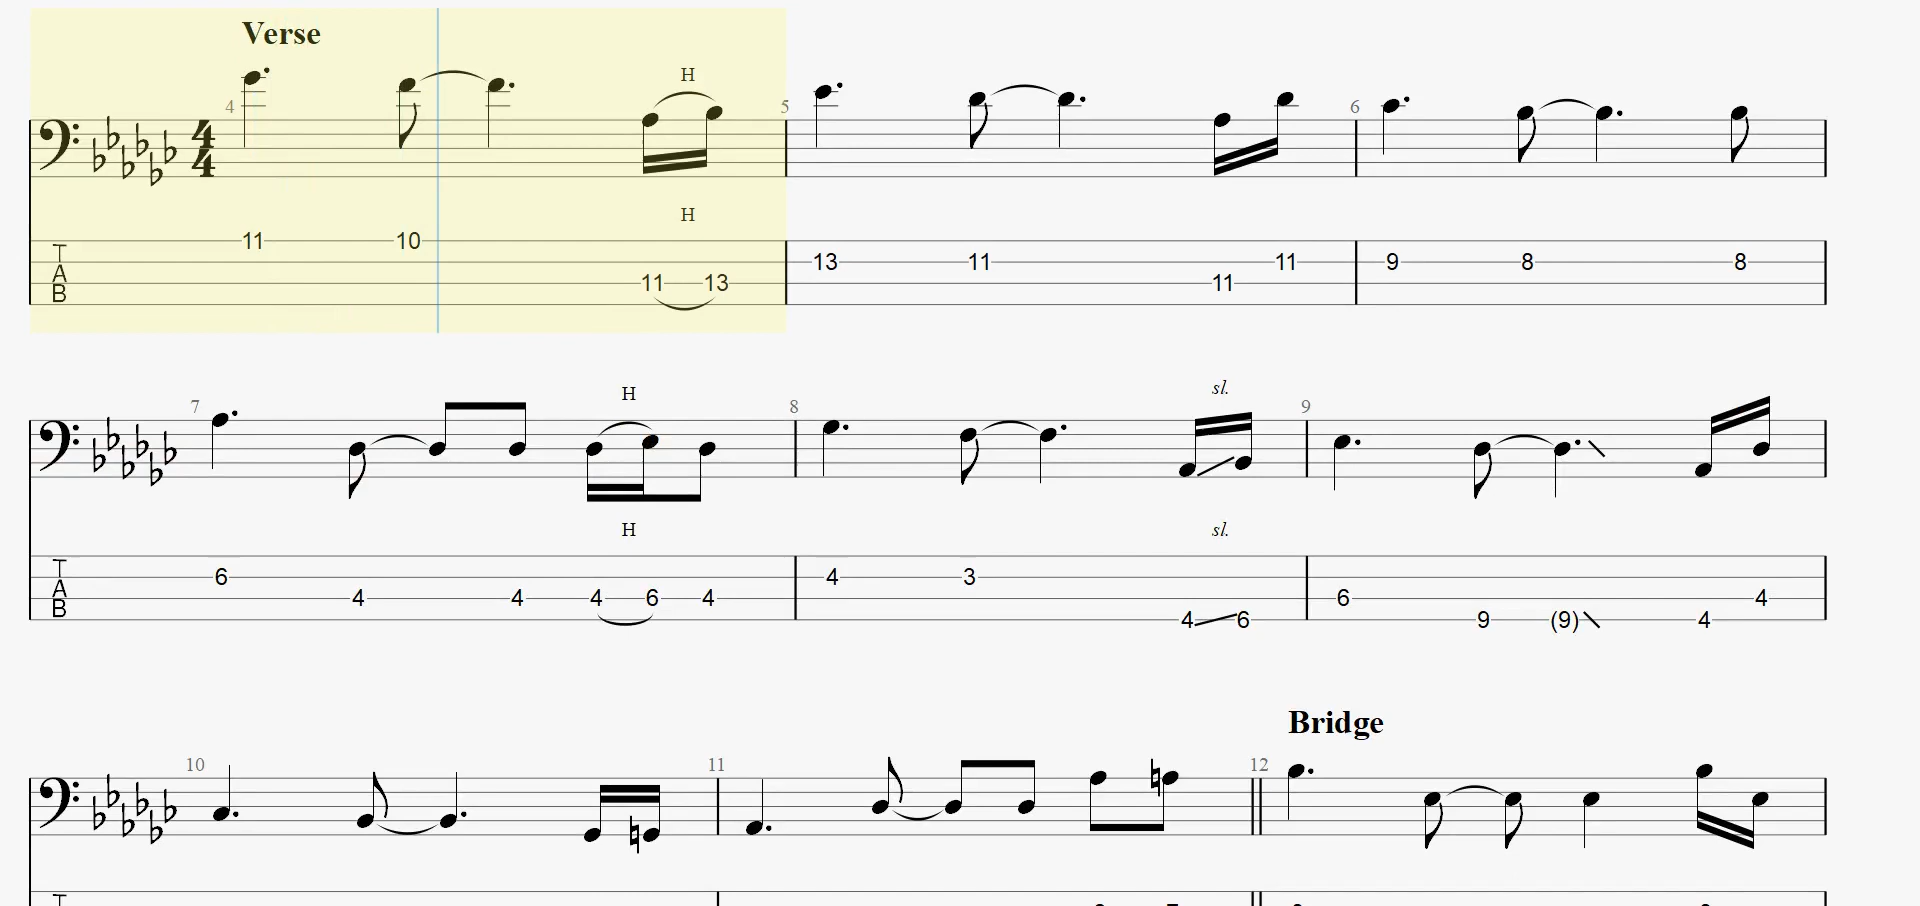 Verse
H
4 5 6
4
4
H
11 10 13 11 11 9 8 8
T
A
B
11 13 11
H sl.
7 8 9
H sl.
6 4 3
T
A
B
4 4 4 6 4 6 4
4 6 9 (9) 4
Bridge
10 11 12
T